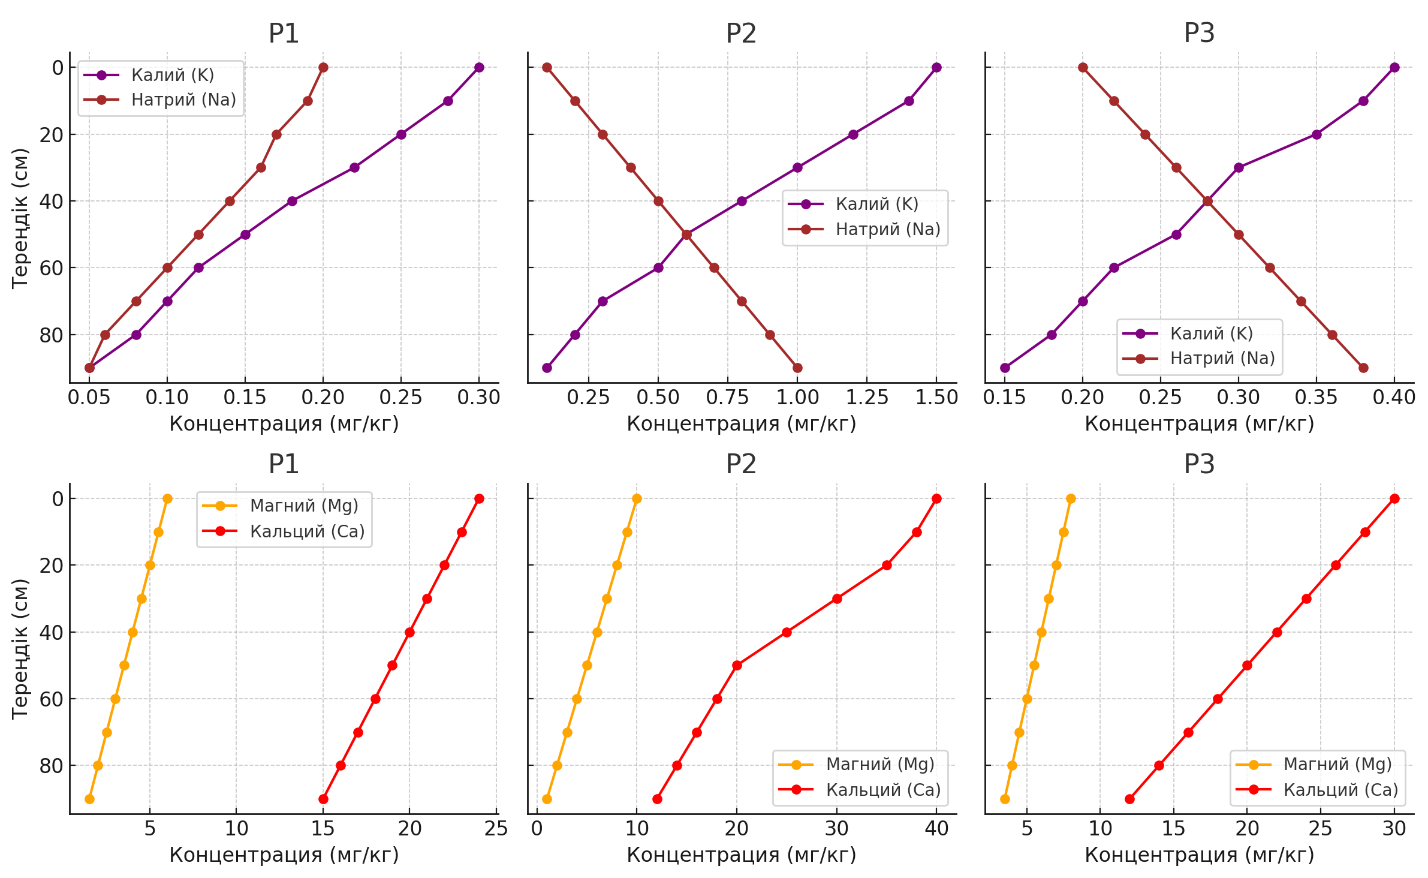 P1
Калий (K)
Натрий (Na)
Тереңдік (см)
0
20
40
60
80
0.05 0.10 0.15 0.20 0.25 0.30
Концентрация (мг/кг)
P2
Калий (K)
Натрий (Na)
0.25 0.50 0.75 1.00 1.25 1.50
Концентрация (мг/кг)
P3
Калий (K)
Натрий (Na)
0.15 0.20 0.25 0.30 0.35 0.40
Концентрация (мг/кг)
P1
Магний (Mg)
Кальций (Ca)
Тереңдік (см)
0
20
40
60
80
5 10 15 20 25
Концентрация (мг/кг)
P2
Магний (Mg)
Кальций (Ca)
0 10 20 30 40
Концентрация (мг/кг)
P3
Магний (Mg)
Кальций (Ca)
5 10 15 20 25 30
Концентрация (мг/кг)